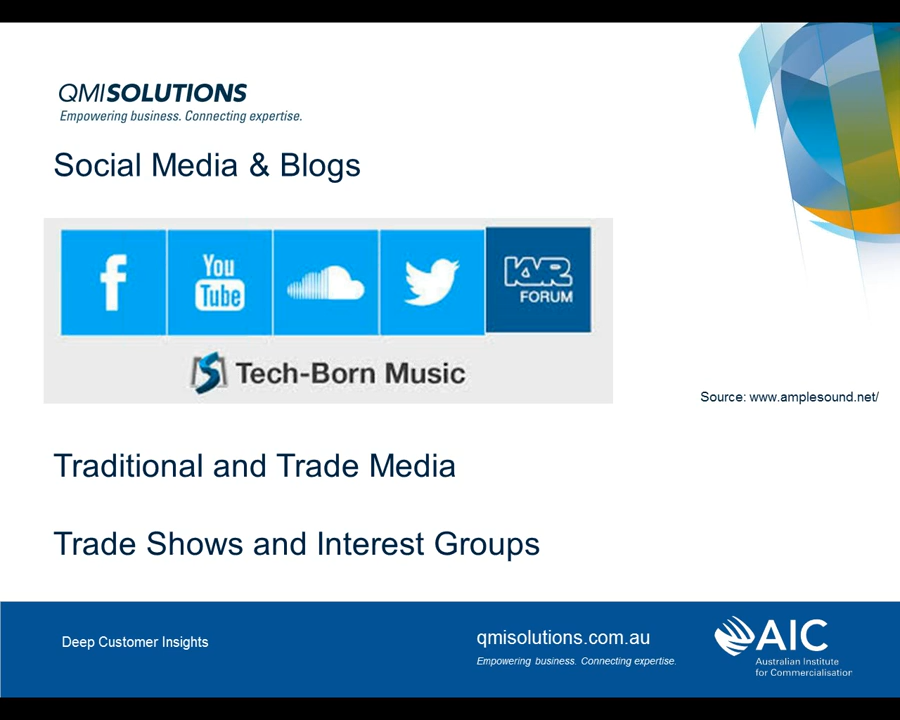 QMISOLUTIONS
Empowering business. Connecting expertise.
Social Media & Blogs
f
You
Tube
KVR
FORUM
Tech-Born Music
Source: www.amplesound.net/
Traditional and Trade Media
Trade Shows and Interest Groups
Deep Customer Insights
qmisolutions.com.au
Empowering business. Connecting expertise.
AIC
Australian Institute
for Commercialisation